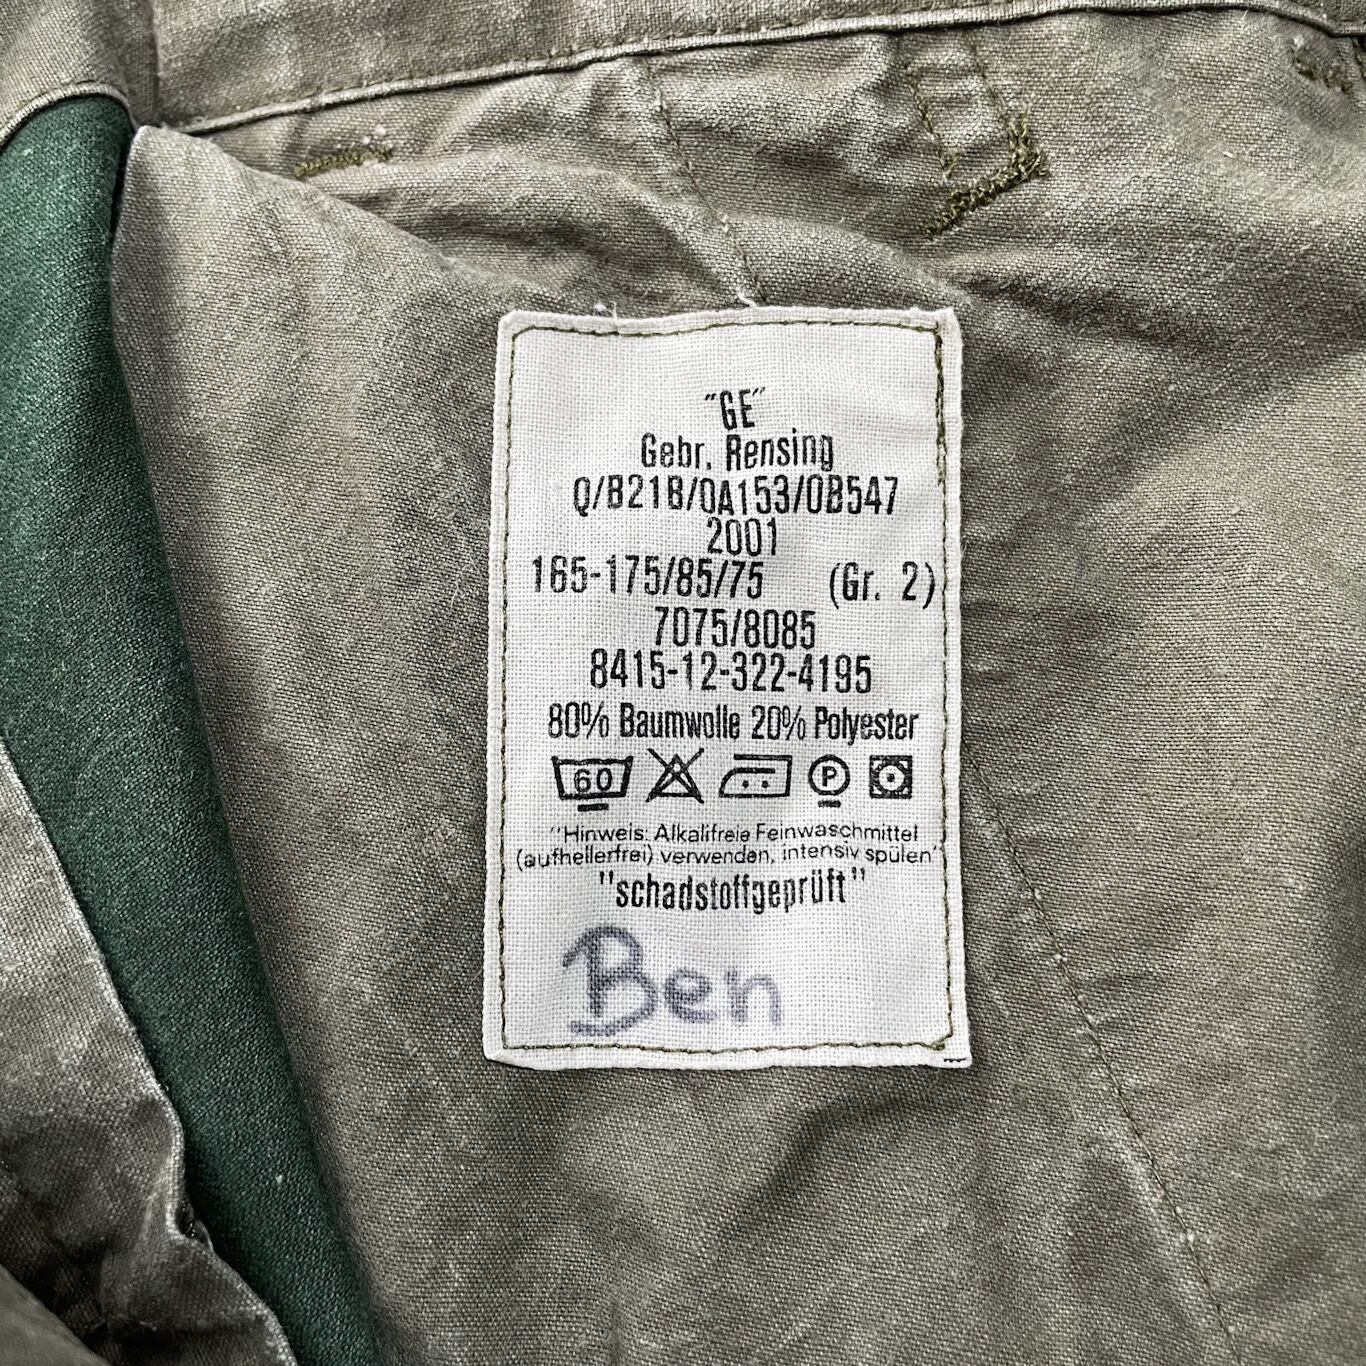 "GE"
Gebr. Rensing
Q/B21B/0A153/0B547
2001
165-175/85/75 (Gr. 2)
7075/8085
8415-12-322-4195
80% Baumwolle 20% Polyester
60 P
"Hinweis: Alkalifreie Feinwaschmittel
(aufhellerfrei) verwenden, intensiv spülen"
"schadstoffgeprüft"
Ben